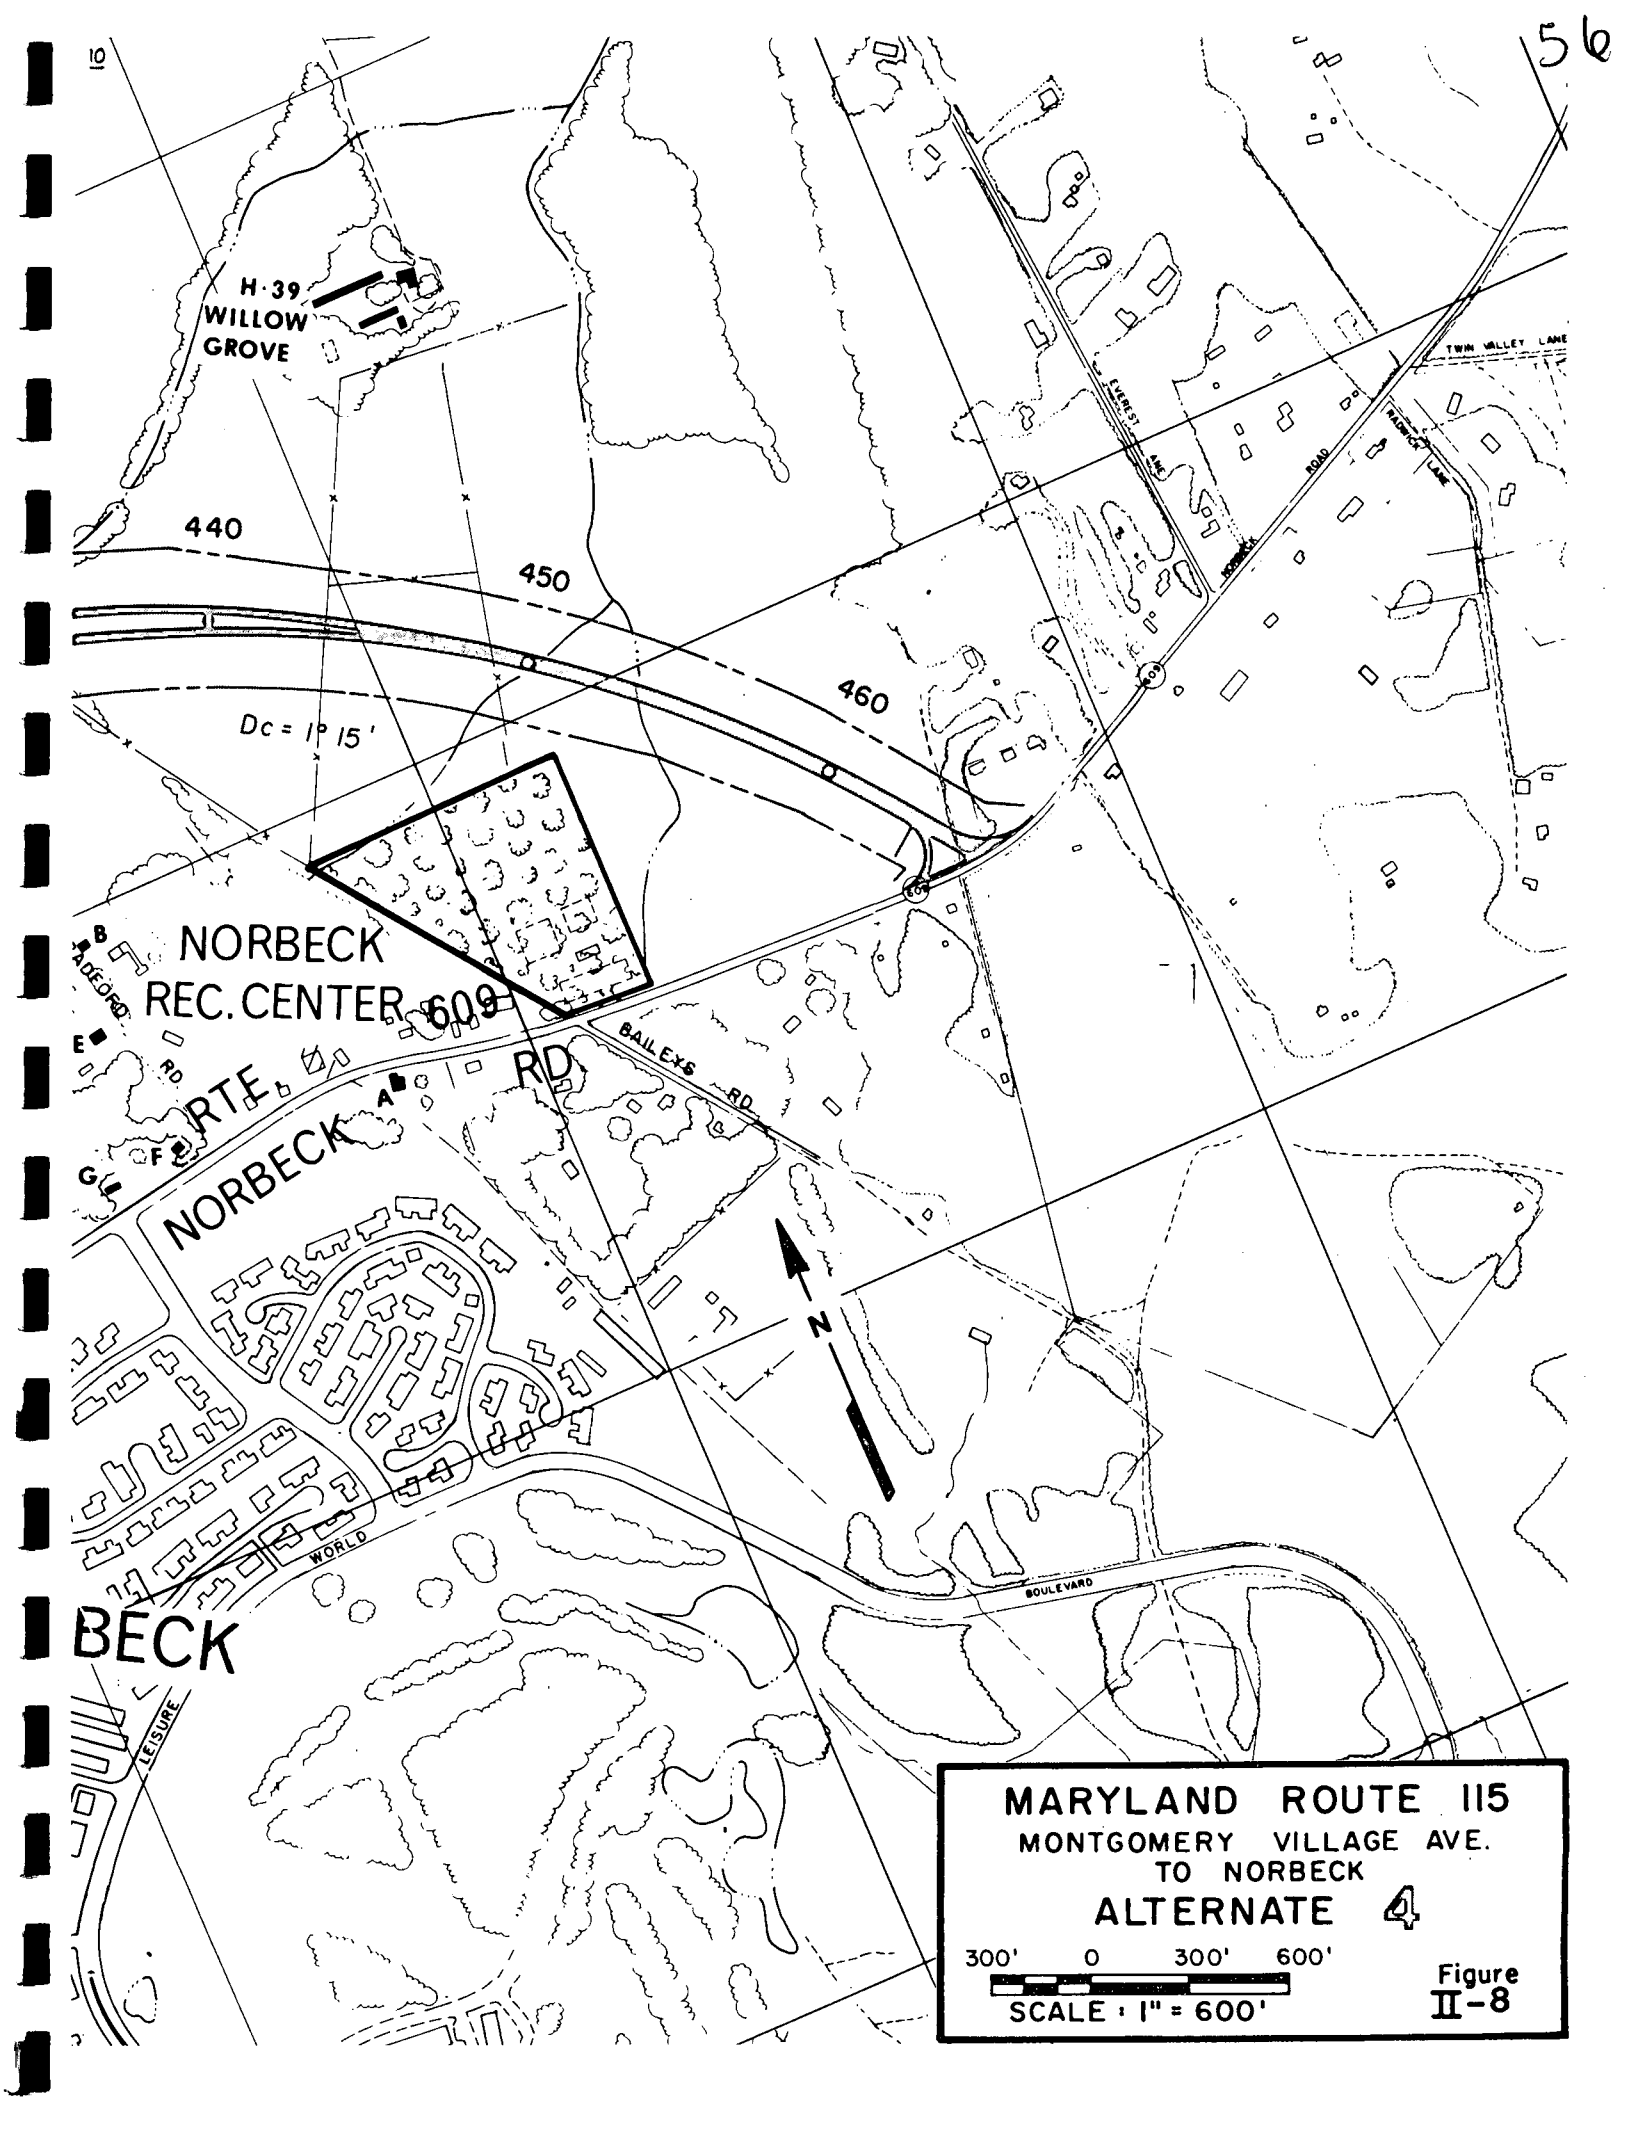 56
10
H-39
WILLOW
GROVE
TWIN VALLEY LANE
EVEREST
RADWICK LANE
NORBECK ROAD
440
450
460
609
Dc = 1° 15'
609
NORBECK
REC. CENTER
B
E
RD
RTE. 609
BAILEYS RD
NORBECK RD
A
F
G
N
WORLD
BOULEVARD
BECK
LEISURE
MARYLAND ROUTE 115
MONTGOMERY VILLAGE AVE.
TO NORBECK
ALTERNATE 4
300' 0 300' 600'
SCALE : 1" = 600'
Figure
II-8